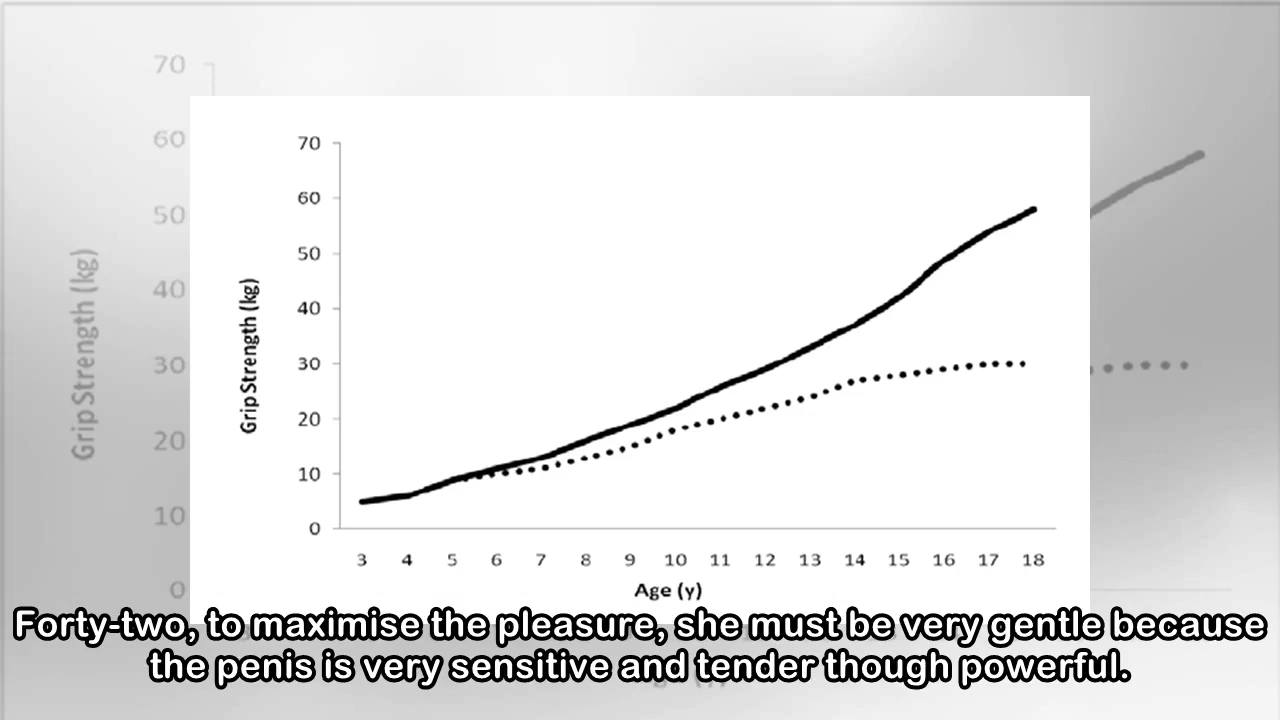 70
60
50
40
30
20
10
0
Grip Strength (kg)
70
60
50
40
30
20
10
0
Grip Strength (kg)
3 4 5 6 7 8 9 10 11 12 13 14 15 16 17 18
Age (y)
Forty-two, to maximise the pleasure, she must be very gentle because
the penis is very sensitive and tender though powerful.